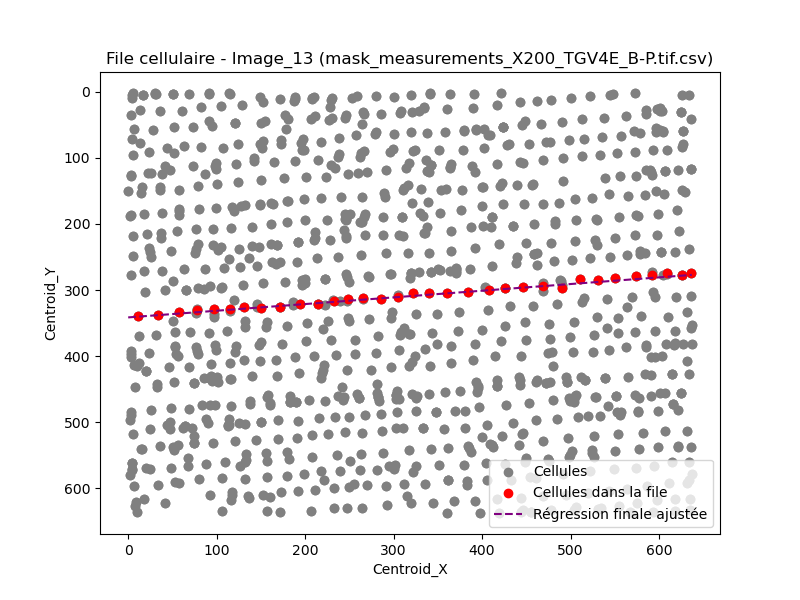 File cellulaire - Image_13 (mask_measurements_X200_TGV4E_B-P.tif.csv)
0
100
200
300
400
500
600
Centroid_Y
Cellules
Cellules dans la file
Régression finale ajustée
0 100 200 300 400 500 600
Centroid_X